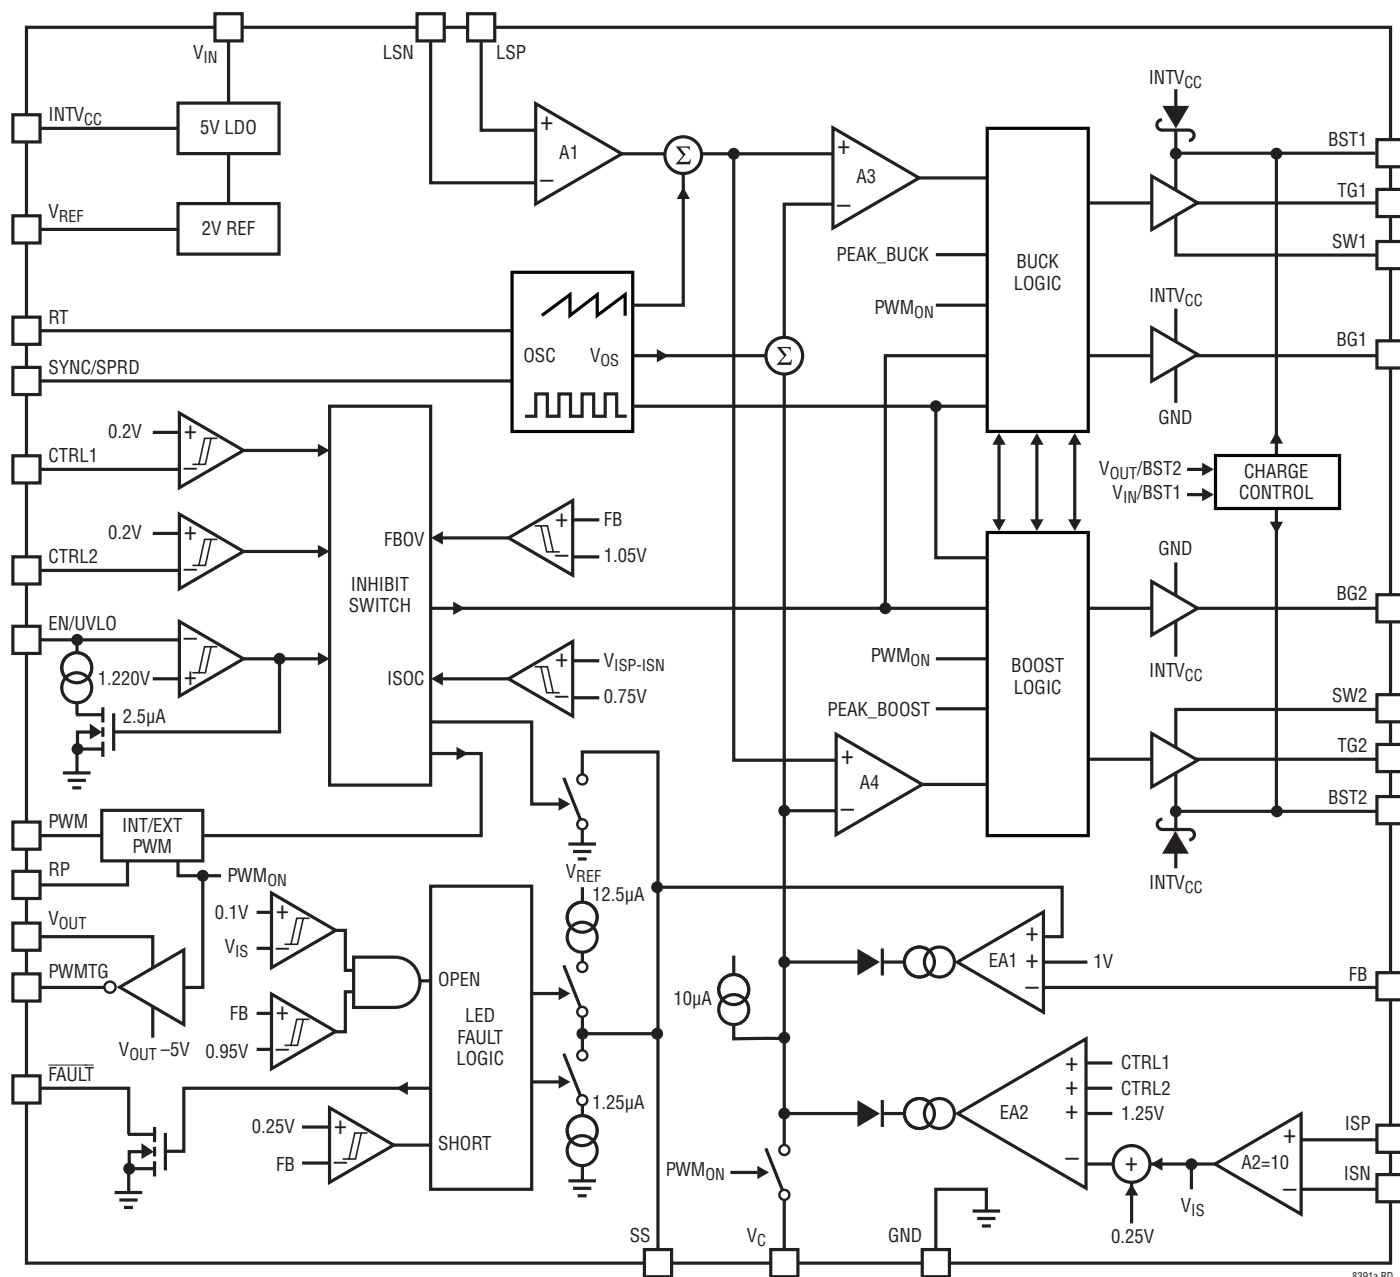 VIN
LSN
LSP
INTVCC
5V LDO
VREF
2V REF
A1
+
−
Σ
A3
+
−
PEAK_BUCK
PWMON
BUCK
LOGIC
INTVCC
BST1
TG1
SW1
INTVCC
BG1
GND
RT
SYNC/SPRD
OSC
VOS
Σ
0.2V
+
−
CTRL1
0.2V
+
−
CTRL2
EN/UVLO
−
1.220V
+
2.5µA
FBOV
INHIBIT
SWITCH
ISOC
+
FB
−
1.05V
+
VISP-ISN
−
0.75V
VOUT/BST2
VIN/BST1
CHARGE
CONTROL
GND
BG2
INTVCC
PWMON
BOOST
LOGIC
PEAK_BOOST
A4
+
−
SW2
TG2
BST2
INTVCC
PWM
INT/EXT
PWM
RP
PWMON
VOUT
PWMTG
VOUT –5V
FAULT
0.1V
+
VIS
−
FB
+
0.95V
−
OPEN
LED
FAULT
LOGIC
SHORT
0.25V
+
FB
−
VREF
12.5µA
1.25µA
10µA
EA1
+
+
−
1V
FB
EA2
+
+
+
−
CTRL1
CTRL2
1.25V
+
0.25V
VIS
A2=10
+
−
ISP
ISN
PWMON
SS
VC
GND
8391a BD